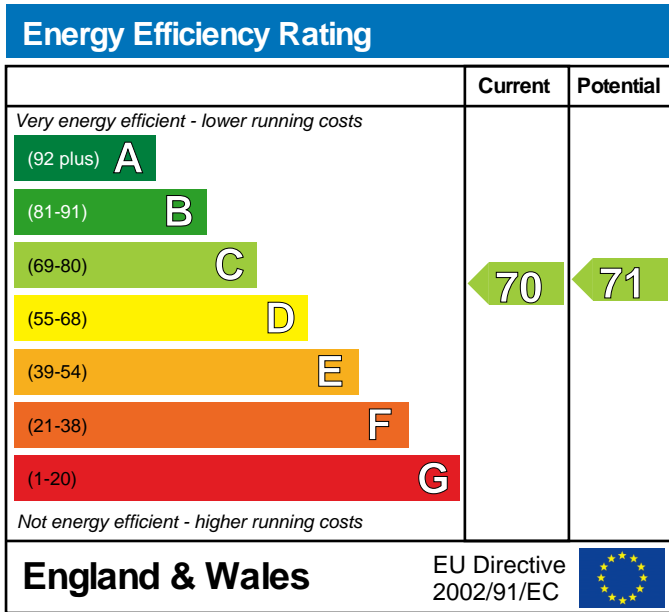 Energy Efficiency Rating
Current Potential
Very energy efficient - lower running costs
(92 plus) A
(81-91) B
(69-80) C
70 71
(55-68) D
(39-54) E
(21-38) F
(1-20) G
Not energy efficient - higher running costs
England & Wales
EU Directive
2002/91/EC